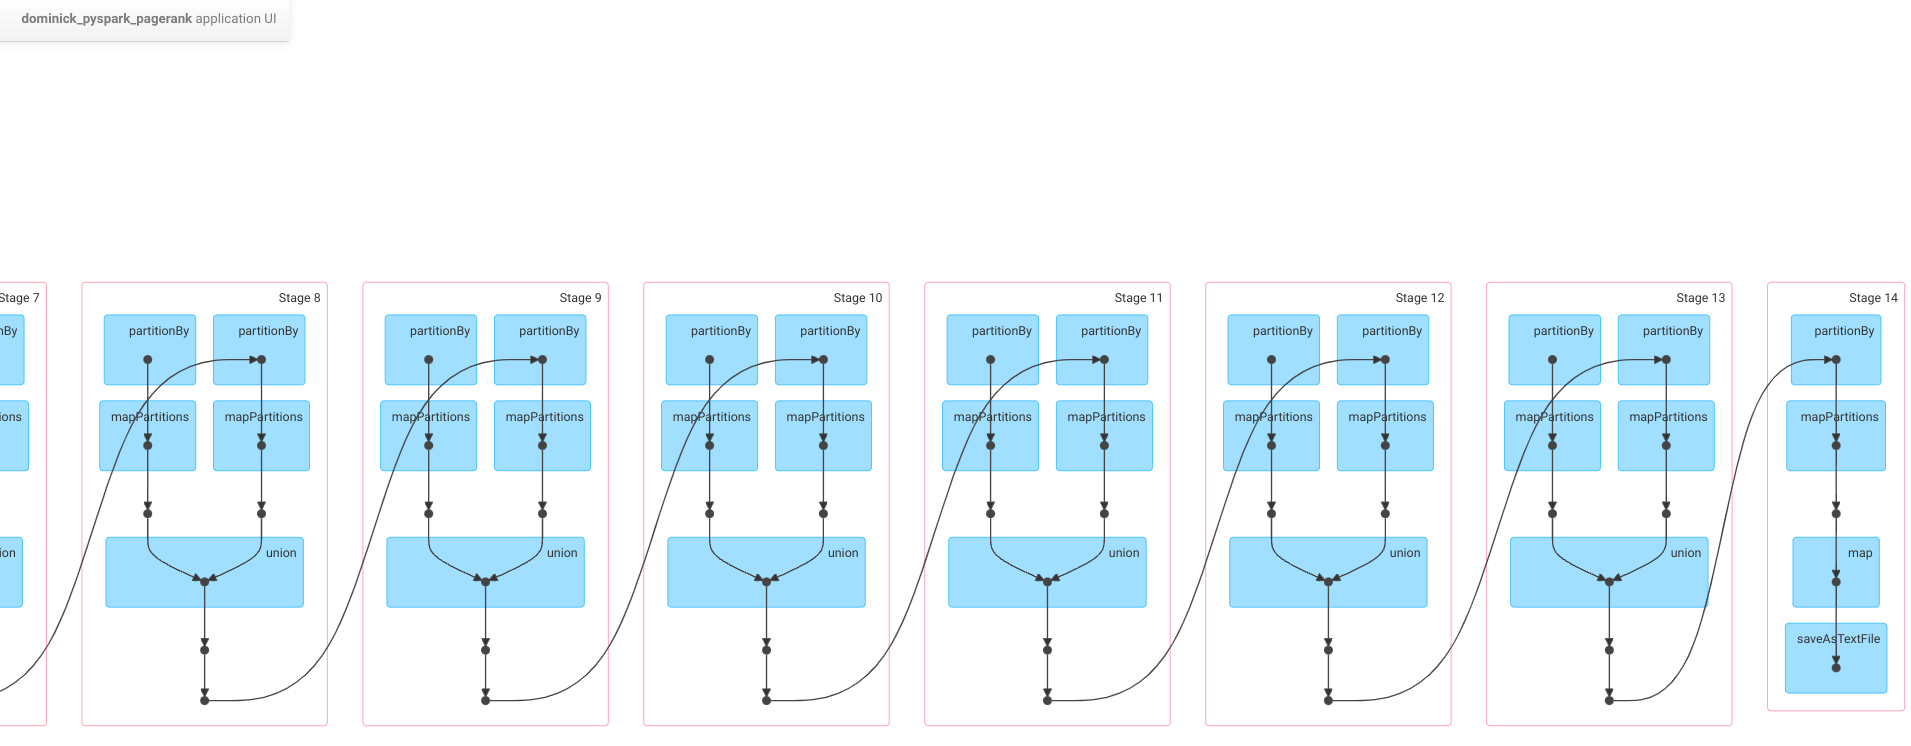 dominick_pyspark_pagerank application UI
Stage 7
Stage 8
Stage 9
Stage 10
Stage 11
Stage 12
Stage 13
Stage 14
nBy
partitionBy partitionBy
partitionBy partitionBy
partitionBy partitionBy
partitionBy partitionBy
partitionBy partitionBy
partitionBy partitionBy
partitionBy
ions
mapPartitions mapPartitions
mapPartitions mapPartitions
mapPartitions mapPartitions
mapPartitions mapPartitions
mapPartitions mapPartitions
mapPartitions mapPartitions
mapPartitions
ion
union
union
union
union
union
union
map
saveAsTextFile